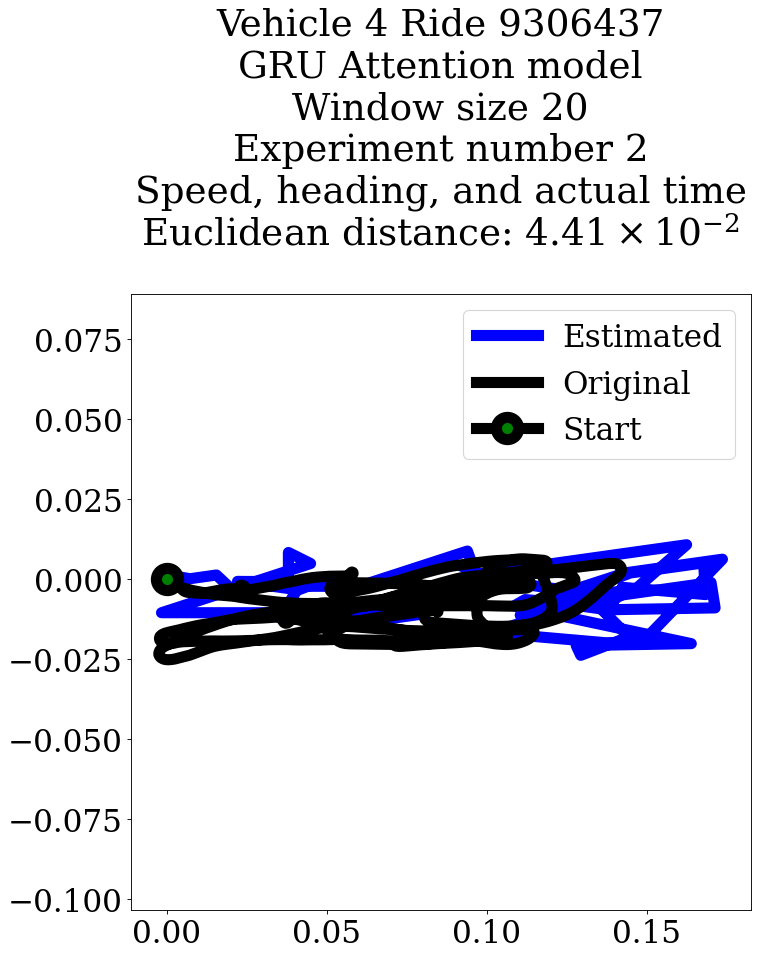 Vehicle 4 Ride 9306437
GRU Attention model
Window size 20
Experiment number 2
Speed, heading, and actual time
Euclidean distance: 4.41 × 10⁻²
Estimated
Original
Start
0.075
0.050
0.025
0.000
−0.025
−0.050
−0.075
−0.100
0.00 0.05 0.10 0.15